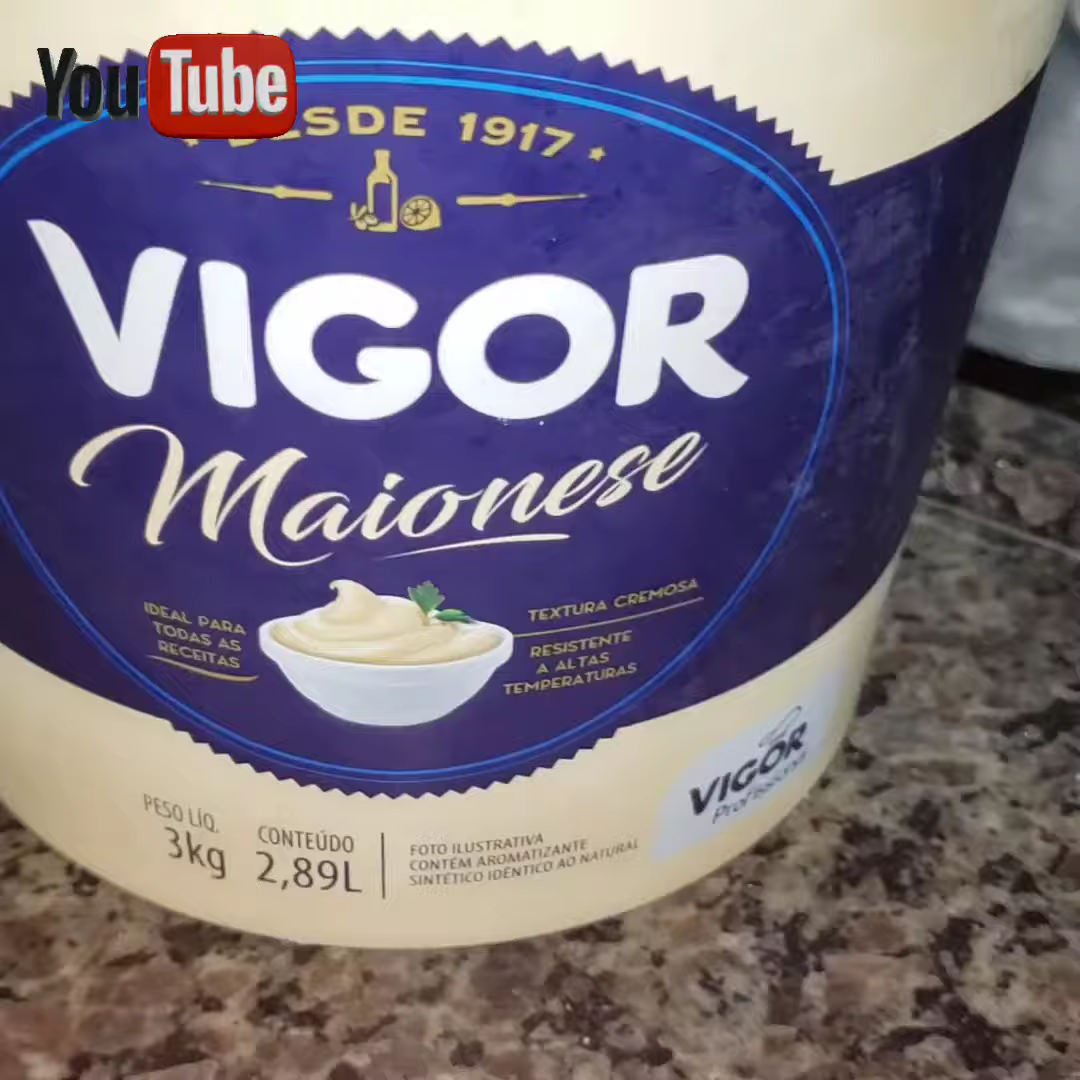 YouTube
DESDE 1917
VIGOR
Maionese
IDEAL PARA
TODAS AS
RECEITAS
TEXTURA CREMOSA
RESISTENTE
A ALTAS
TEMPERATURAS
VIGOR
Profissional
PESO LÍQ.
3kg
CONTEÚDO
2,89L
FOTO ILUSTRATIVA
CONTÉM AROMATIZANTE
SINTÉTICO IDÊNTICO AO NATURAL